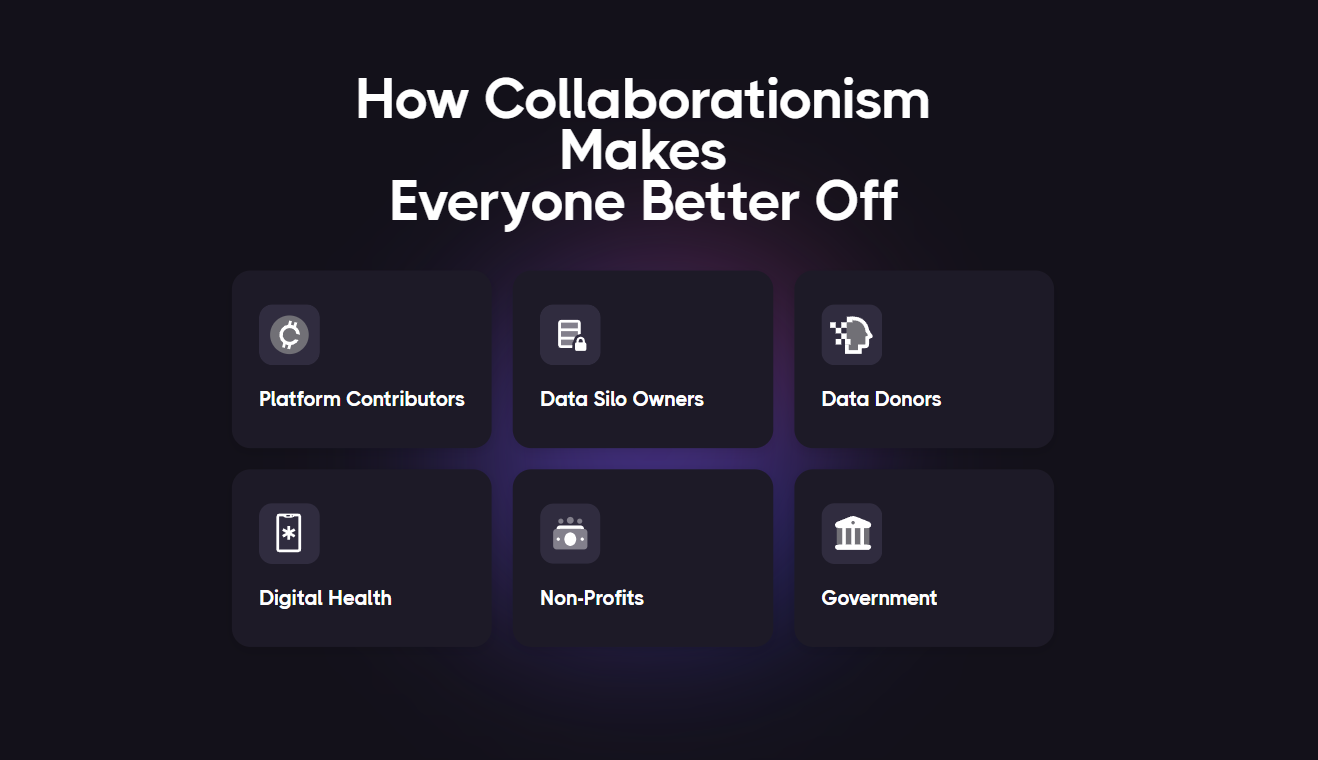 How Collaborationism
Makes
Everyone Better Off
Platform Contributors
Data Silo Owners
Data Donors
Digital Health
Non-Profits
Government